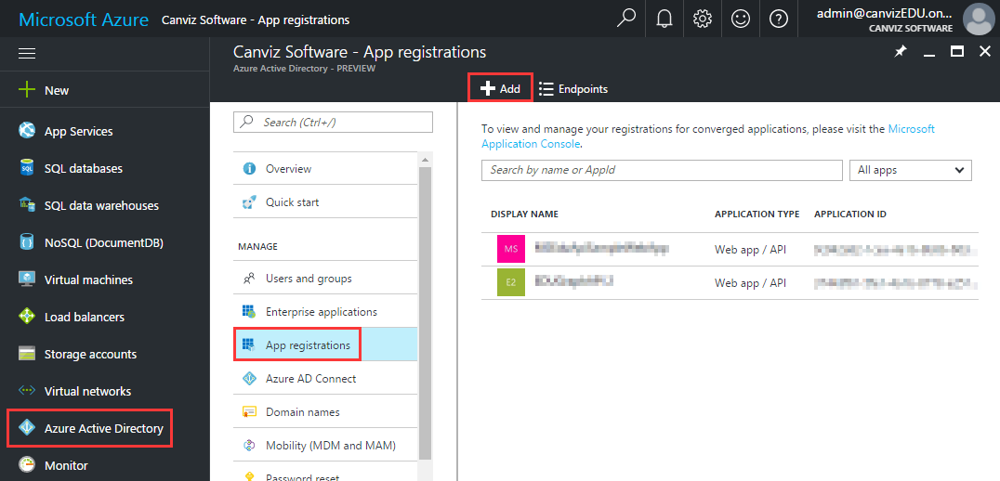 Microsoft Azure
Canviz Software - App registrations
admin@canvizEDU.on...
CANVIZ SOFTWARE
New
App Services
SQL databases
SQL data warehouses
NoSQL (DocumentDB)
Virtual machines
Load balancers
Storage accounts
Virtual networks
Azure Active Directory
Monitor
Canviz Software - App registrations
Azure Active Directory - PREVIEW
Search (Ctrl+/)
Overview
Quick start
MANAGE
Users and groups
Enterprise applications
App registrations
Azure AD Connect
Domain names
Mobility (MDM and MAM)
Password reset
Add
Endpoints
To view and manage your registrations for converged applications, please visit the Microsoft
Application Console.
Search by name or AppId
All apps
DISPLAY NAME APPLICATION TYPE APPLICATION ID
MS Web app / API
E2 Web app / API